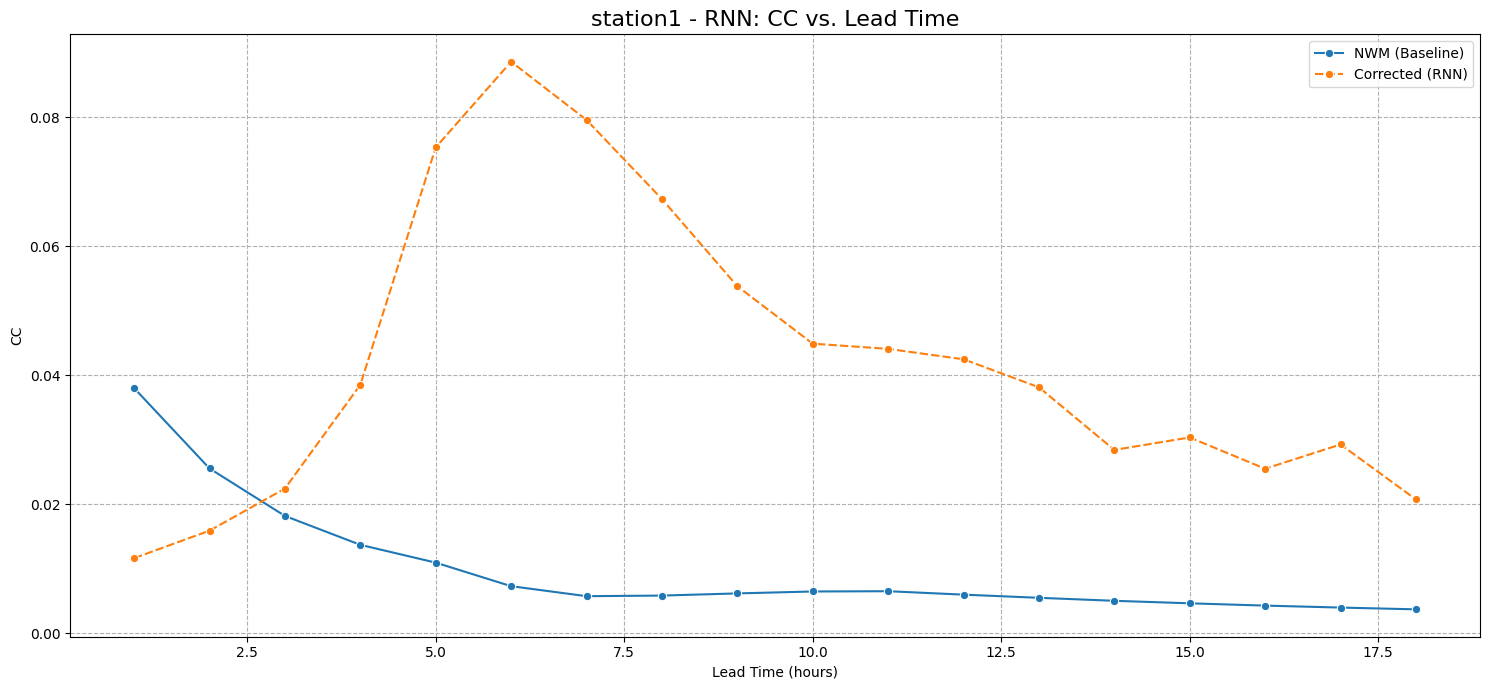 station1 - RNN: CC vs. Lead Time
NWM (Baseline)
Corrected (RNN)
CC
0.08
0.06
0.04
0.02
0.00
2.5 5.0 7.5 10.0 12.5 15.0 17.5
Lead Time (hours)